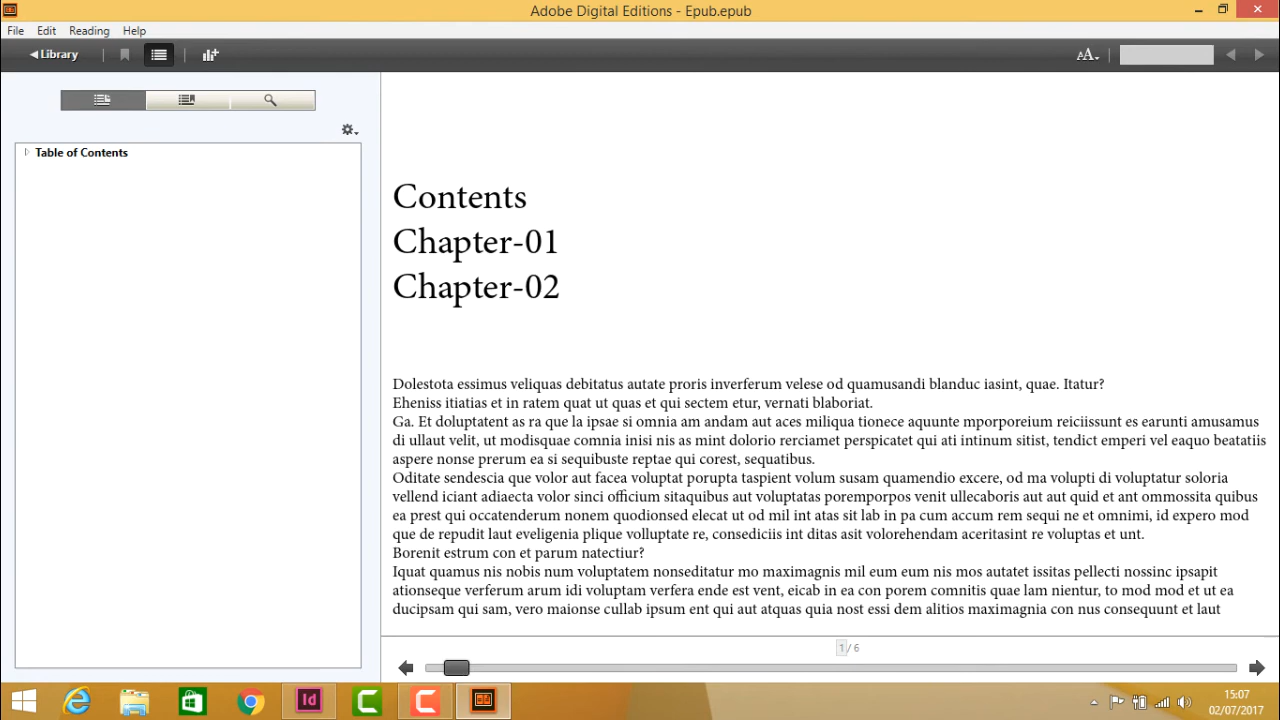 Adobe Digital Editions - Epub.epub
File Edit Reading Help
Library
AA
Table of Contents
Contents
Chapter-01
Chapter-02
Dolestota essimus veliquas debitatus autate proris inverferum velese od quamusandi blanduc iasint, quae. Itatur?
Eheniss itiatias et in ratem quat ut quas et qui sectem etur, vernati blaboriat.
Ga. Et doluptatent as ra que la ipsae si omnia am andam aut aces miliqua tionece aquunte mporporeium reiciissunt es earunti amusamus
di ullaut velit, ut modisquae comnia inisi nis as mint dolorio rerciamet perspicatet qui ati intinum sitist, tendict emperi vel eaquo beatatiis
aspere nonse prerum ea si sequibuste reptae qui corest, sequatibus.
Oditate sendescia que volor aut facea voluptat porupta taspient volum susam quamendio excere, od ma volupti di voluptatur soloria
vellend iciant adiaecta volor sinci officium sitaquibus aut voluptatas poremporpos venit ullecaboris aut aut quid et ant ommossita quibus
ea prest qui occatenderum nonem quodionsed elecat ut od mil int atas sit lab in pa cum accum rem sequi ne et omnimi, id expero mod
que de repudit laut eveligenia plique volluptate re, consediciis int ditas asit volorehendam aceritasint re voluptas et unt.
Borenit estrum con et parum natectiur?
Iquat quamus nis nobis num voluptatem nonseditatur mo maximagnis mil eum eum nis mos autatet issitas pellecti nossinc ipsapit
ationseque verferum arum idi voluptam verfera ende est vent, eicab in ea con porem comnitis quae lam nientur, to mod mod et ut ea
ducipsam qui sam, vero maionse cullab ipsum ent qui aut atquas quia nost essi dem alitios maximagnia con nus consequunt et laut
1 / 6
Id
15:07
02/07/2017